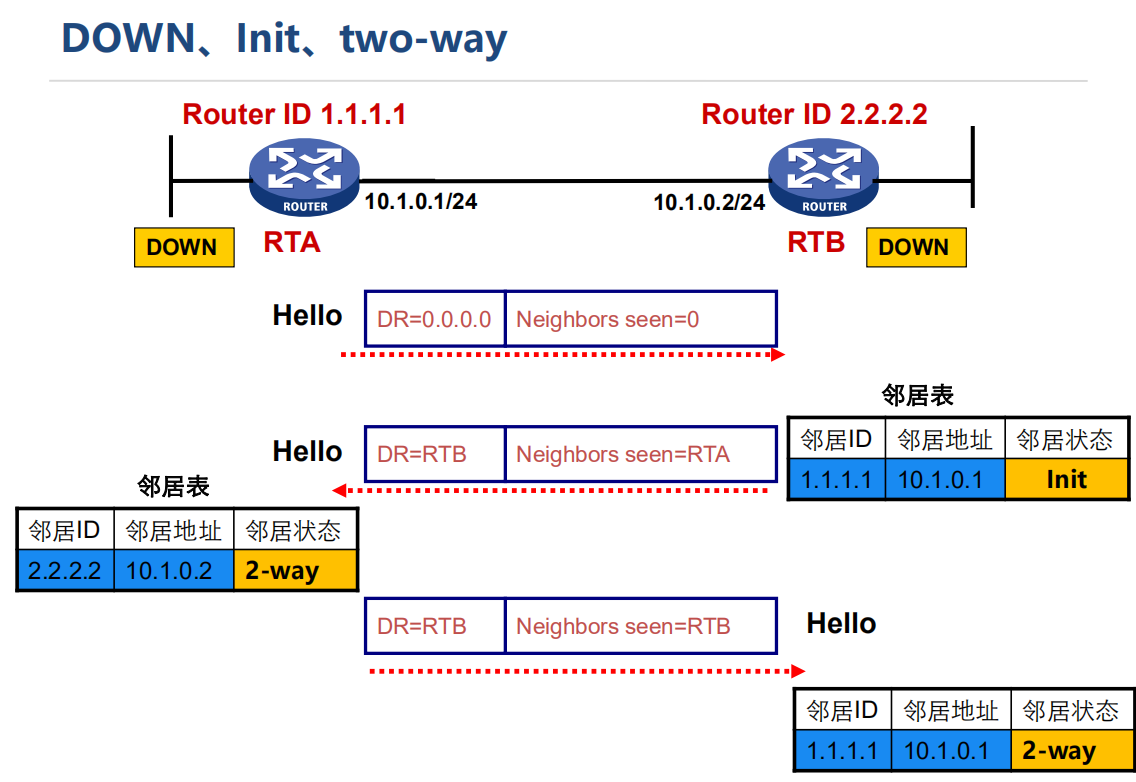 DOWN、Init、two-way
Router ID 1.1.1.1
Router ID 2.2.2.2
ROUTER
ROUTER
10.1.0.1/24
10.1.0.2/24
DOWN
RTA
RTB
DOWN
Hello
DR=0.0.0.0
Neighbors seen=0
邻居表
Hello
DR=RTB
Neighbors seen=RTA
邻居ID 邻居地址 邻居状态
1.1.1.1 10.1.0.1 Init
邻居表
邻居ID 邻居地址 邻居状态
2.2.2.2 10.1.0.2 2-way
DR=RTB
Neighbors seen=RTB
Hello
邻居ID 邻居地址 邻居状态
1.1.1.1 10.1.0.1 2-way